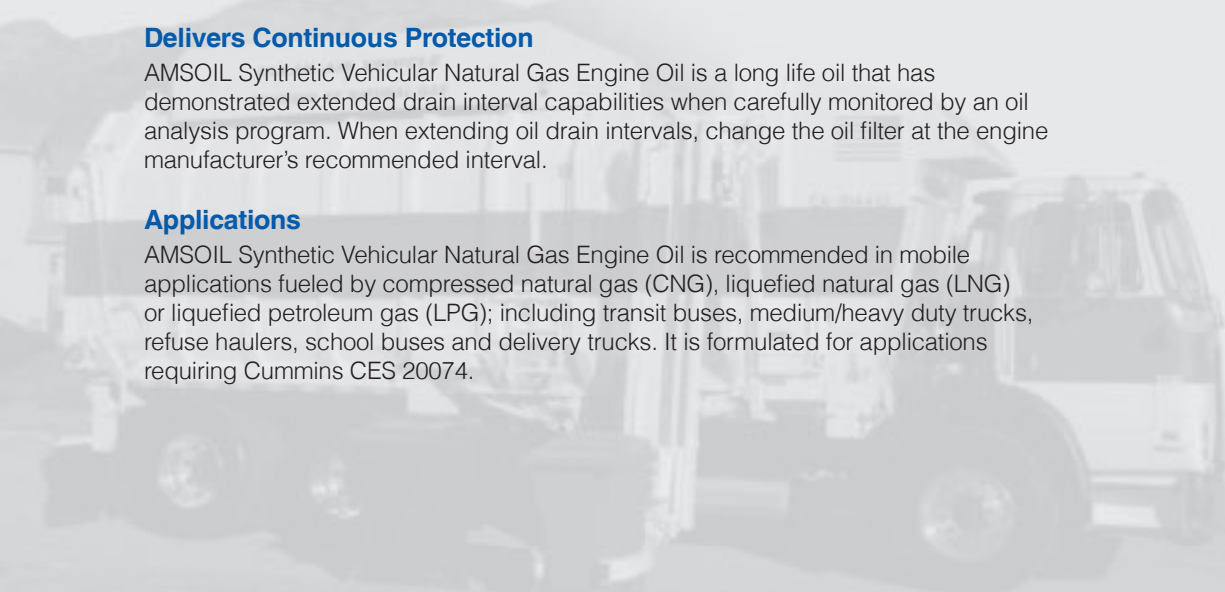 Delivers Continuous Protection
AMSOIL Synthetic Vehicular Natural Gas Engine Oil is a long life oil that has
demonstrated extended drain interval capabilities when carefully monitored by an oil
analysis program. When extending oil drain intervals, change the oil filter at the engine
manufacturer's recommended interval.
Applications
AMSOIL Synthetic Vehicular Natural Gas Engine Oil is recommended in mobile
applications fueled by compressed natural gas (CNG), liquefied natural gas (LNG)
or liquefied petroleum gas (LPG); including transit buses, medium/heavy duty trucks,
refuse haulers, school buses and delivery trucks. It is formulated for applications
requiring Cummins CES 20074.